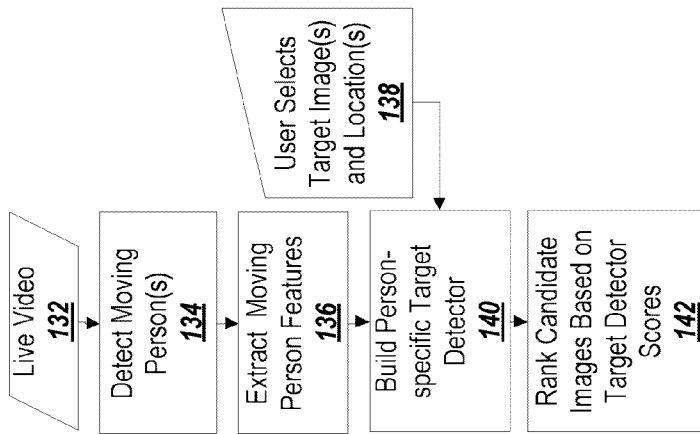 Live Video
132
Detect Moving
Person(s)
134
Extract Moving
Person Features
136
User Selects
Target Image(s)
and Location(s)
138
Build Person-
specific Target
Detector
140
Rank Candidate
Images Based on
Target Detector
Scores
142